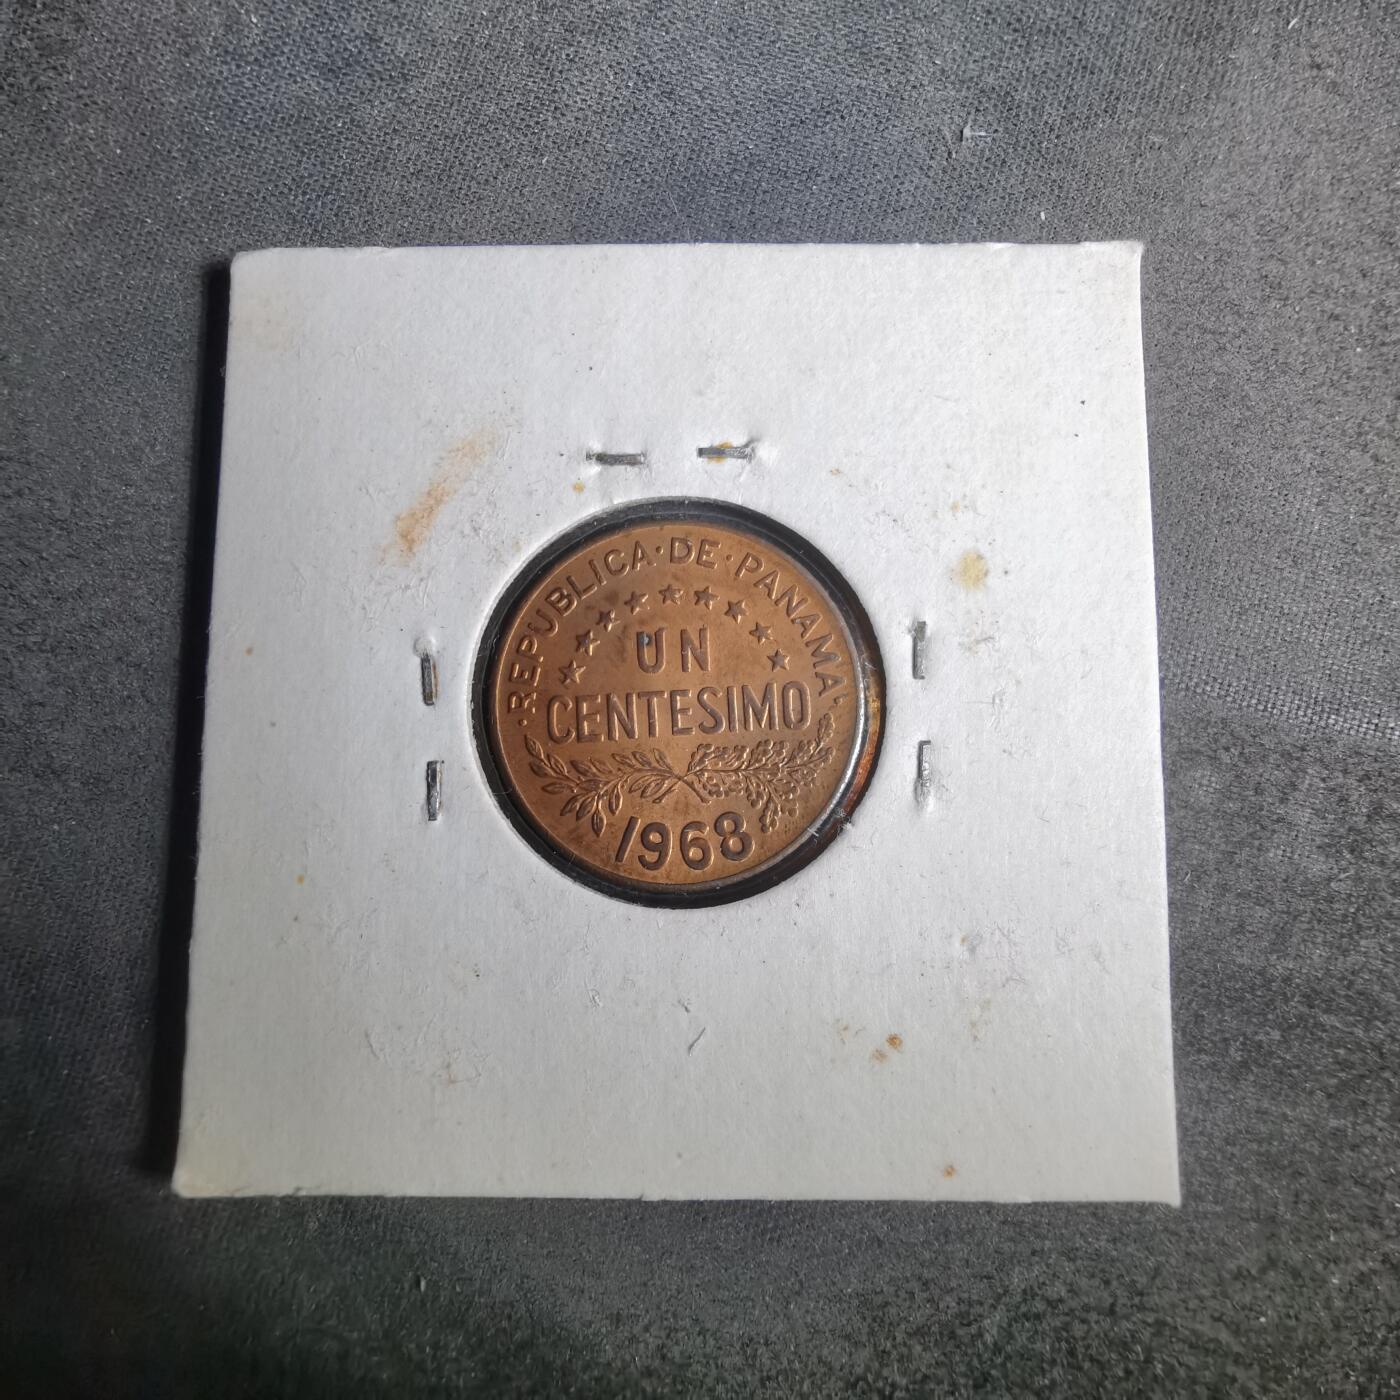 ·REPUBLICA·DE·PANAMA·
UN
CENTESIMO
1968